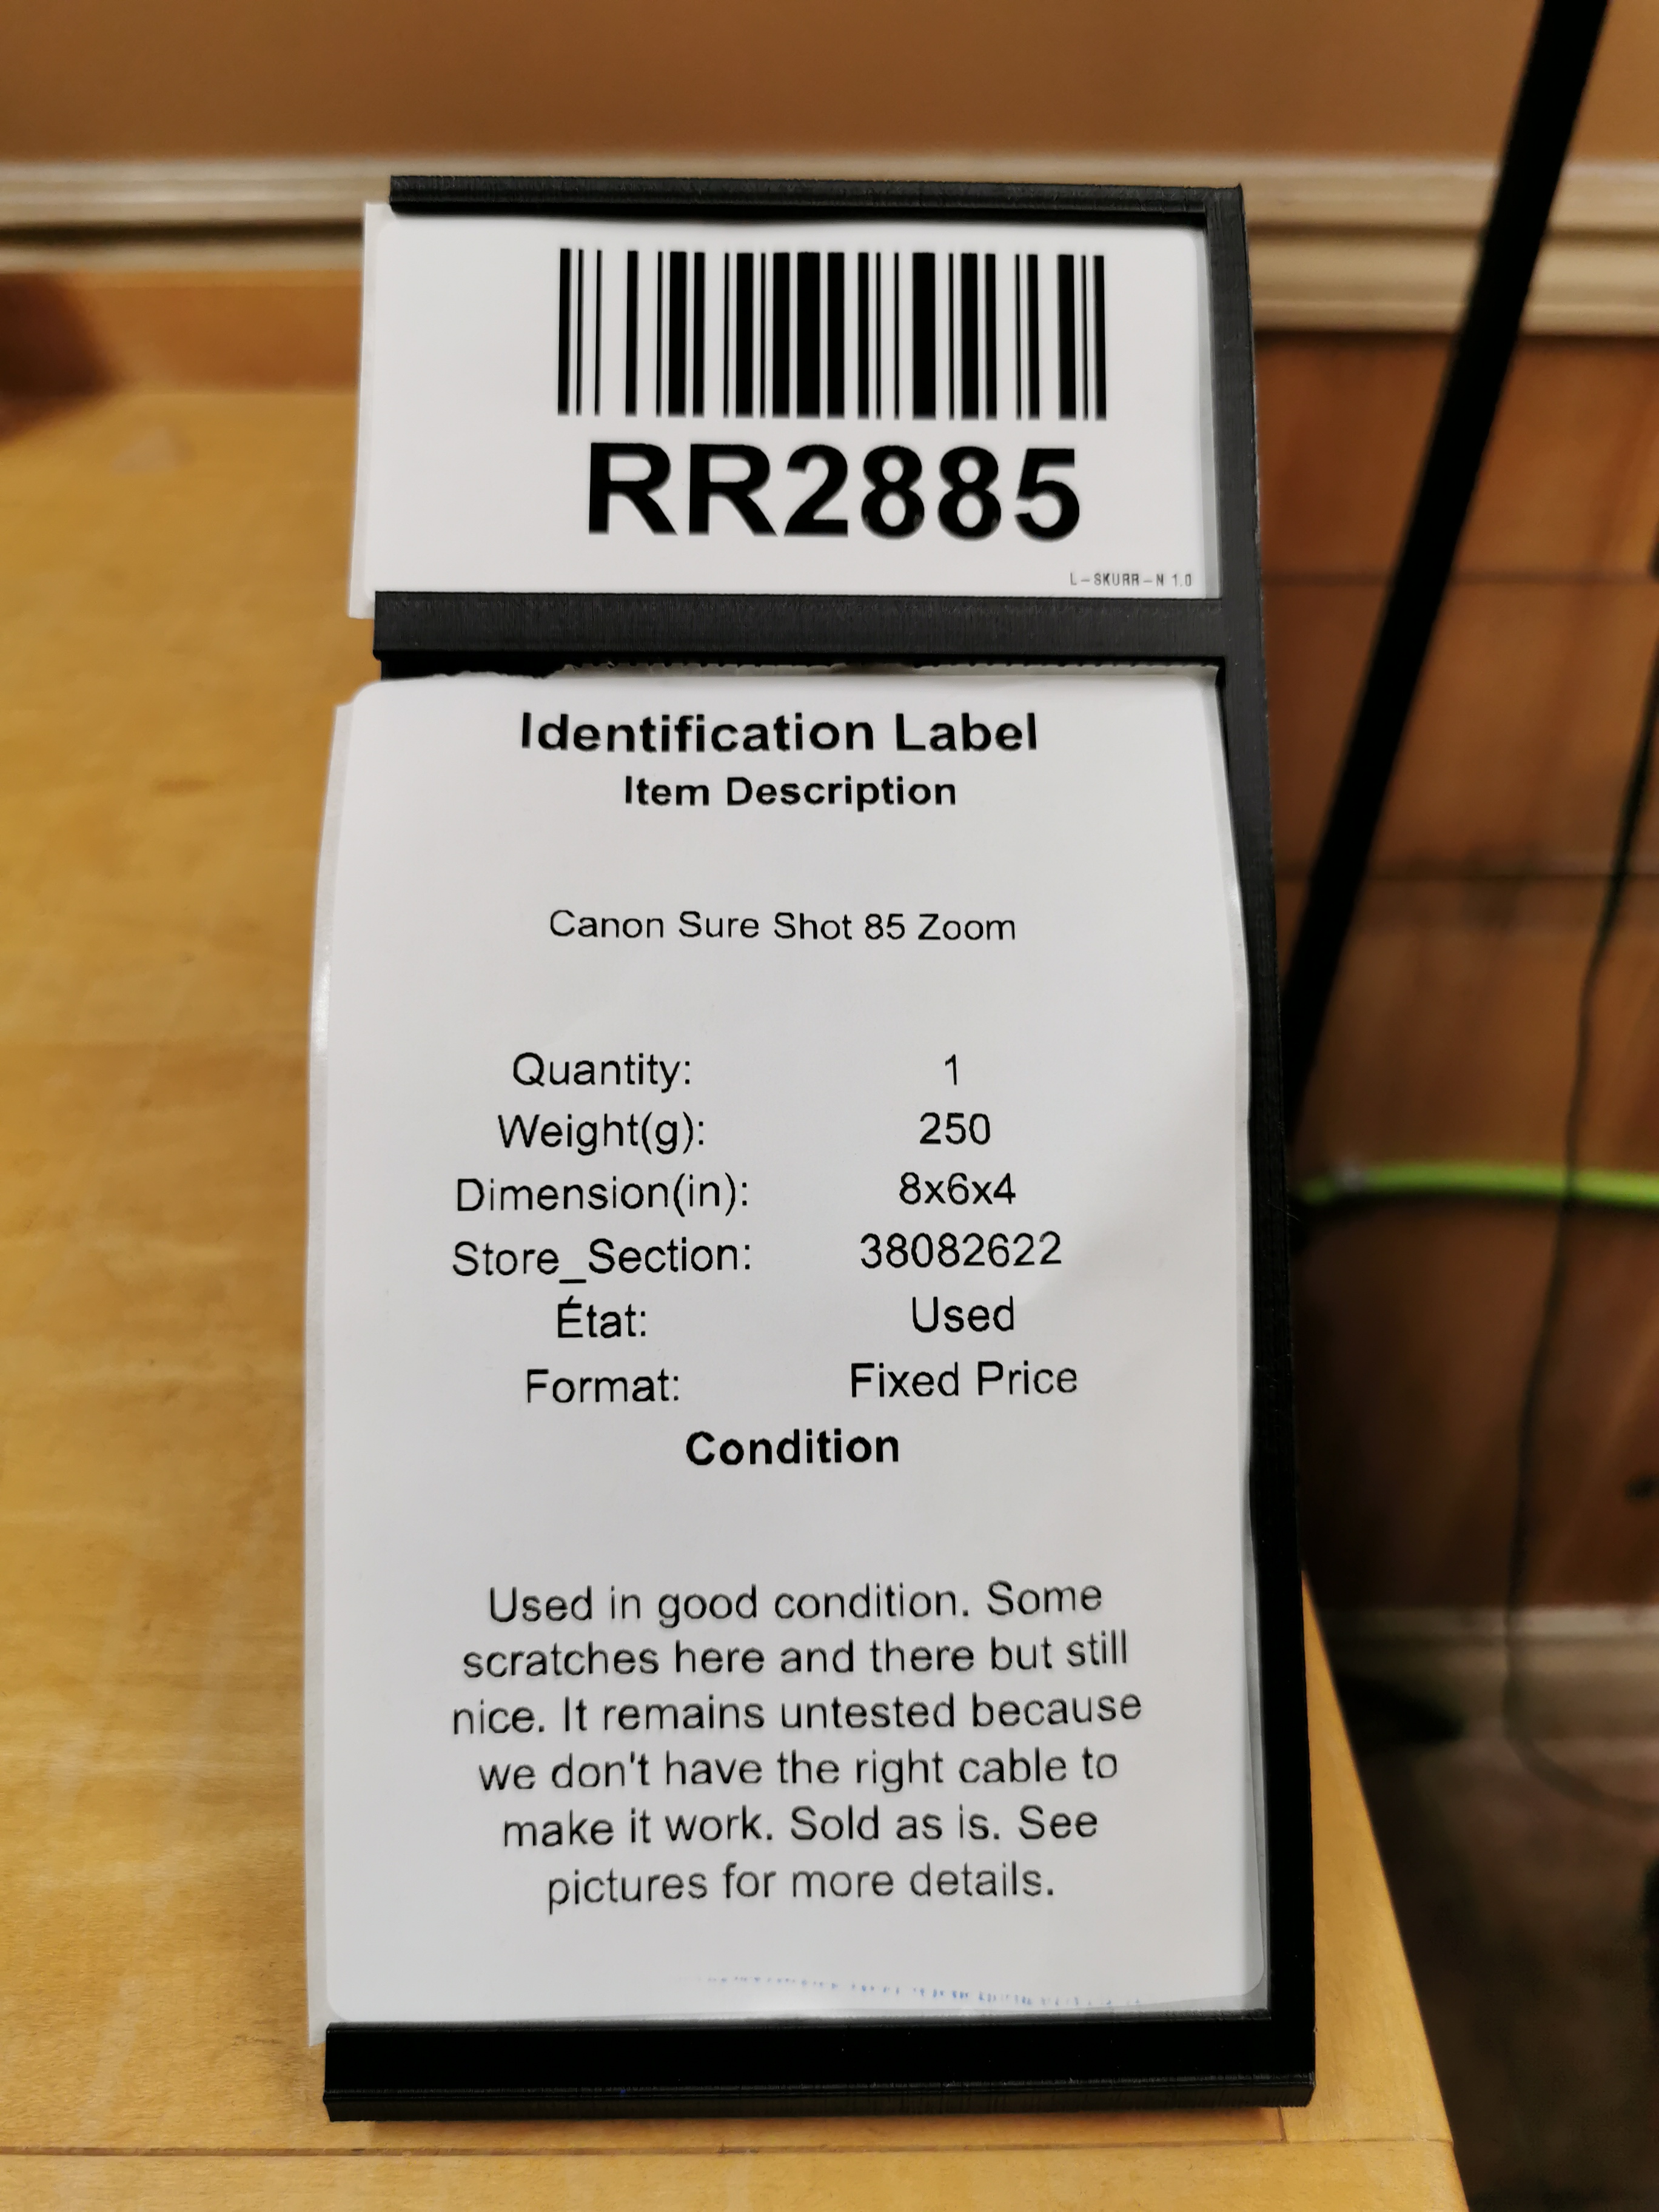 RR2885
L-SKURR-N 1.0
Identification Label
Item Description
Canon Sure Shot 85 Zoom
Quantity: 1
Weight(g): 250
Dimension(in): 8x6x4
Store_Section: 38082622
État: Used
Format: Fixed Price
Condition
Used in good condition. Some
scratches here and there but still
nice. It remains untested because
we don't have the right cable to
make it work. Sold as is. See
pictures for more details.